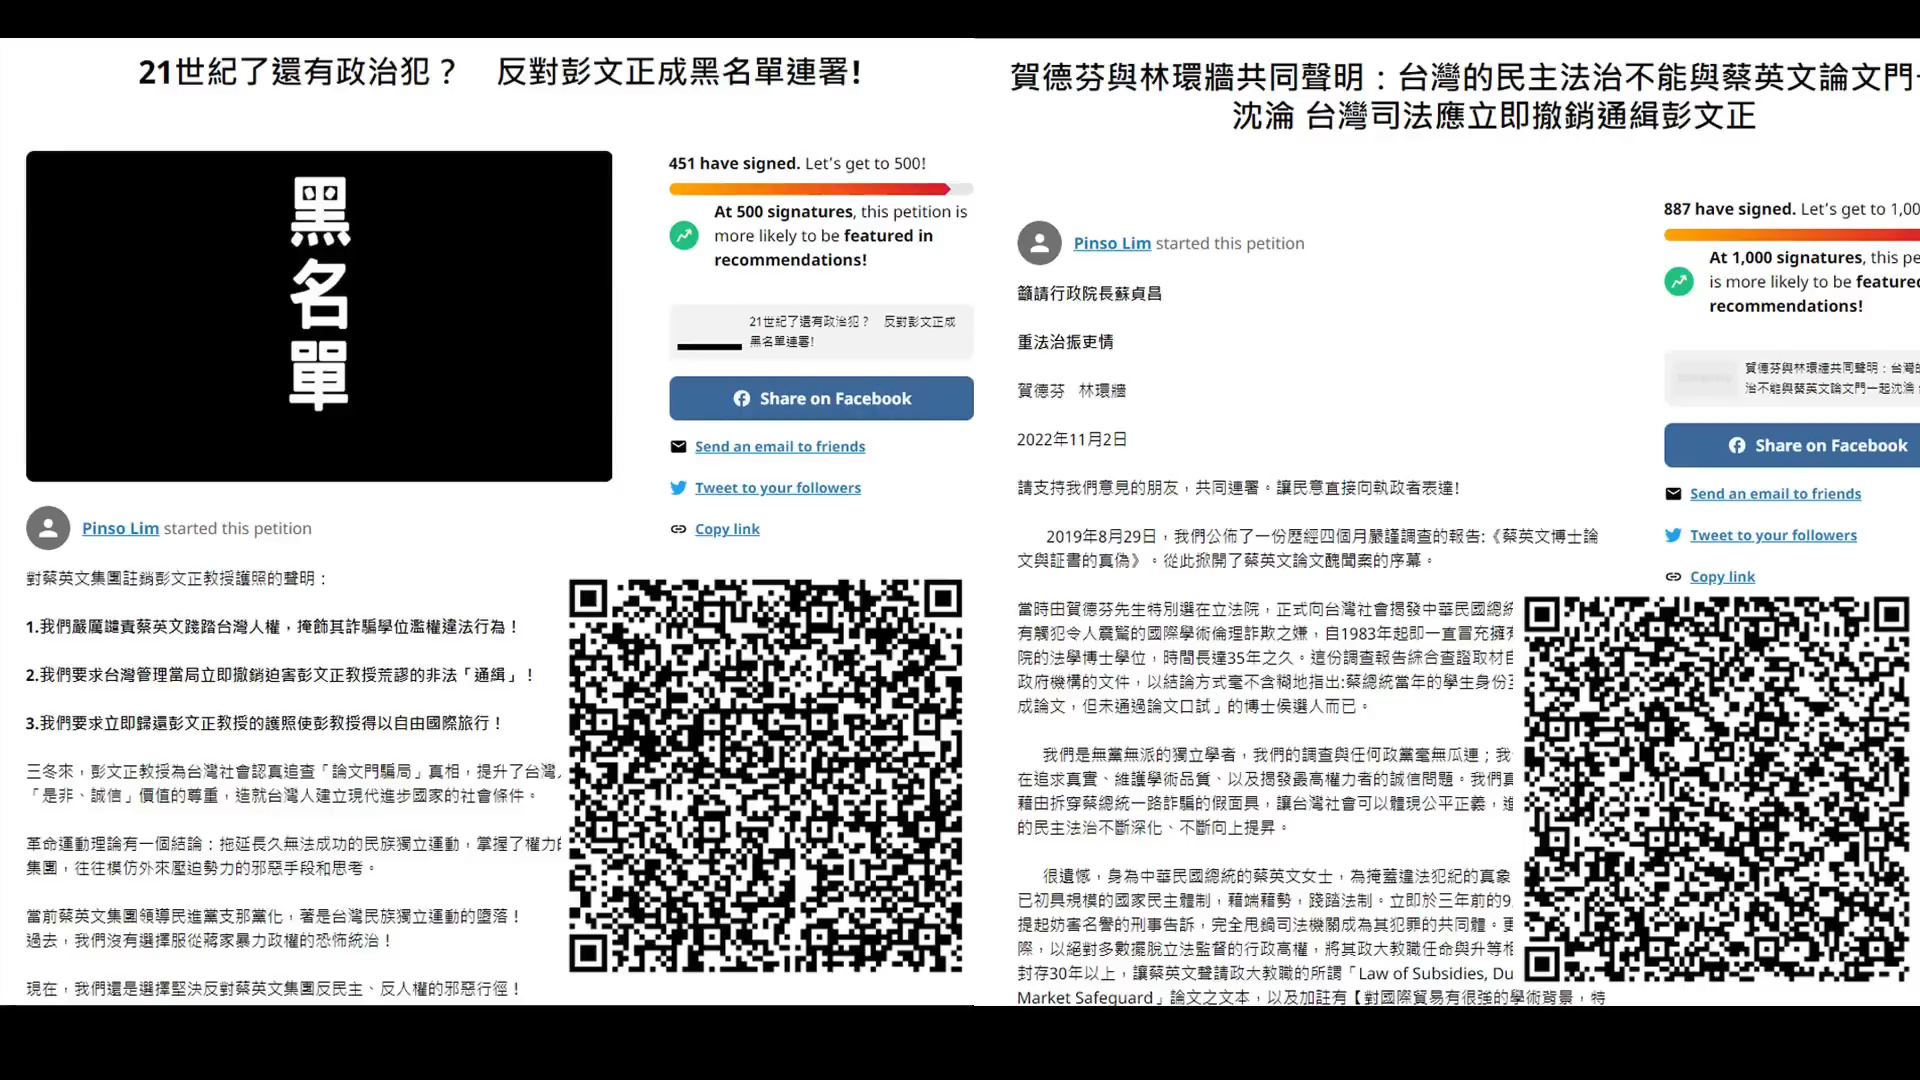 21世紀了還有政治犯？　反對彭文正成黑名單連署!
黑名單
451 have signed. Let's get to 500!
At 500 signatures, this petition is
more likely to be featured in
recommendations!
21世紀了還有政治犯？　反對彭文正成
黑名單連署!
Share on Facebook
Send an email to friends
Tweet to your followers
Copy link
Pinso Lim started this petition
對蔡英文集團註銷彭文正教授護照的聲明：
1.我們嚴厲譴責蔡英文踐踏台灣人權，掩飾其詐騙學位濫權違法行為！
2.我們要求台灣管理當局立即撤銷迫害彭文正教授荒謬的非法「通緝」！
3.我們要求立即歸還彭文正教授的護照使彭教授得以自由國際旅行！
三冬來，彭文正教授為台灣社會認真追查「論文門騙局」真相，提升了台灣
「是非、誠信」價值的尊重，造就台灣人建立現代進步國家的社會條件。
革命運動理論有一個結論：拖延長久無法成功的民族獨立運動，掌握了權力的
集團，往往模仿外來壓迫勢力的邪惡手段和思考。
當前蔡英文集團領導民進黨支那黨化，著是台灣民族獨立運動的墮落！
過去，我們沒有選擇服從蔣家暴力政權的恐怖統治！
現在，我們還是選擇堅決反對蔡英文集團反民主、反人權的邪惡行徑！
賀德芬與林環牆共同聲明：台灣的民主法治不能與蔡英文論文門
沈淪 台灣司法應立即撤銷通緝彭文正
Pinso Lim started this petition
籲請行政院長蘇貞昌
重法治振吏情
賀德芬 林環牆
2022年11月2日
請支持我們意見的朋友，共同連署。讓民意直接向執政者表達!
2019年8月29日，我們公佈了一份歷經四個月嚴謹調查的報告:《蔡英文博士論
文與証書的真偽》。從此掀開了蔡英文論文醜聞案的序幕。
當時由賀德芬先生特別選在立法院，正式向台灣社會揭發中華民國總統
有觸犯令人震驚的國際學術倫理詐欺之嫌，自1983年起即一直冒充擁有
院的法學博士學位，時間長達35年之久。這份調查報告綜合查證取材自
政府機構的文件，以結論方式毫不含糊地指出:蔡總統當年的學生身份至
成論文，但未通過論文口試」的博士侯選人而已。
我們是無黨無派的獨立學者，我們的調查與任何政黨毫無瓜連；我
在追求真實、維護學術品質、以及揭發最高權力者的誠信問題。我們真
藉由拆穿蔡總統一路詐騙的假面具，讓台灣社會可以體現公平正義，進
的民主法治不斷深化、不斷向上提昇。
很遺憾，身為中華民國總統的蔡英文女士，為掩蓋違法犯紀的真象
已初具規模的國家民主體制，藉端藉勢，踐踏法制。立即於三年前的9
提起妨害名譽的刑事告訴，完全甩鍋司法機關成為其犯罪的共同體。更
際，以絕對多數擺脫立法監督的行政高權，將其政大教職任命與升等相
封存30年以上，讓蔡英文聲請政大教職的所謂「Law of Subsidies, Du
Market Safeguard」論文之文本，以及加註有【對國際貿易有很強的學術背景，特
887 have signed. Let's get to 1,00
At 1,000 signatures, this pe
is more likely to be feature
recommendations!
賀德芬與林環牆共同聲明：台灣的
治不能與蔡英文論文門一起沈淪
Share on Facebook
Send an email to friends
Tweet to your followers
Copy link